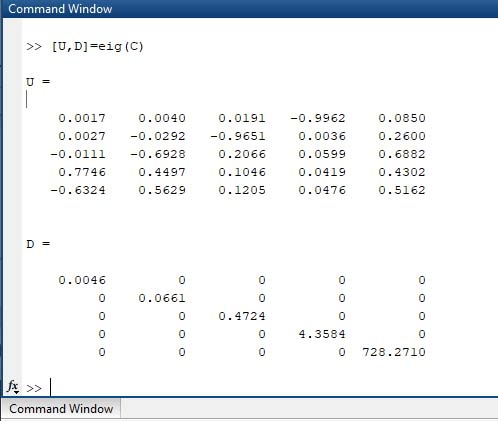 Command Window
>> [U,D]=eig(C)
U =
0.0017 0.0040 0.0191 -0.9962 0.0850
0.0027 -0.0292 -0.9651 0.0036 0.2600
-0.0111 -0.6928 0.2066 0.0599 0.6882
0.7746 0.4497 0.1046 0.0419 0.4302
-0.6324 0.5629 0.1205 0.0476 0.5162
D =
0.0046 0 0 0 0
0 0.0661 0 0 0
0 0 0.4724 0 0
0 0 0 4.3584 0
0 0 0 0 728.2710
fx >>
Command Window